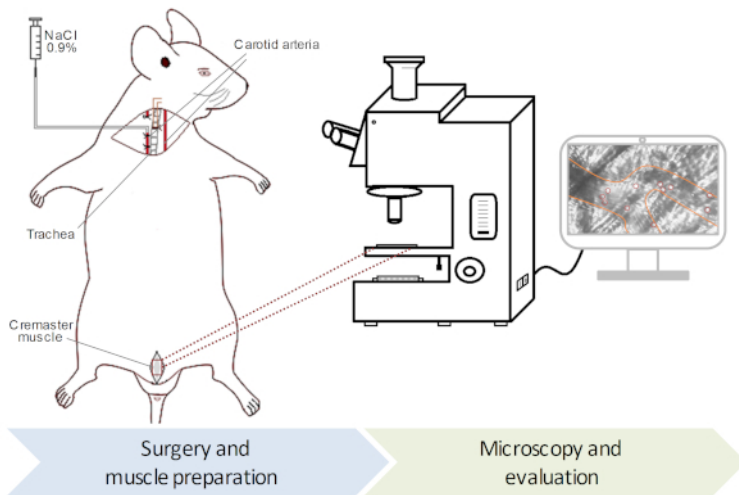 NaCl
0.9%
Carotid arteria
Trachea
Cremaster
muscle
Surgery and
muscle preparation
Microscopy and
evaluation